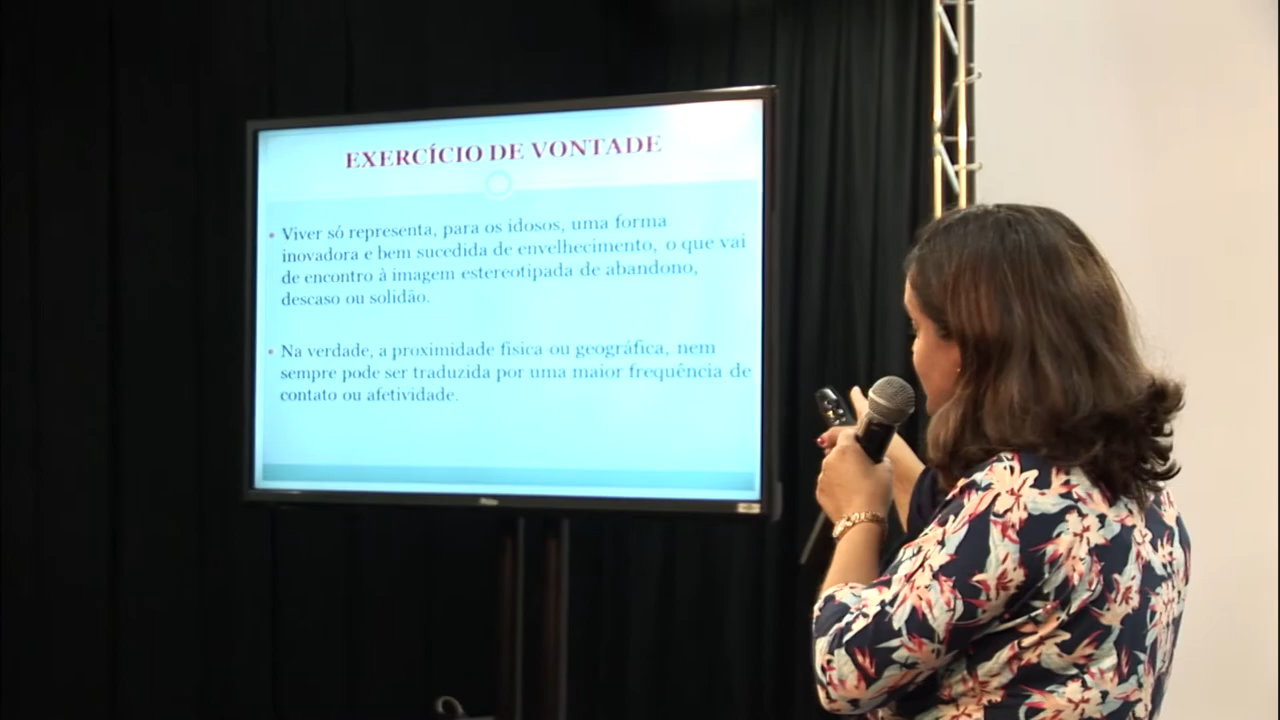 EXERCÍCIO DE VONTADE
• Viver só representa, para os idosos, uma forma
inovadora e bem sucedida de envelhecimento, o que vai
de encontro à imagem estereotipada de abandono,
descaso ou solidão.
• Na verdade, a proximidade física ou geográfica, nem
sempre pode ser traduzida por uma maior frequência de
contato ou afetividade.